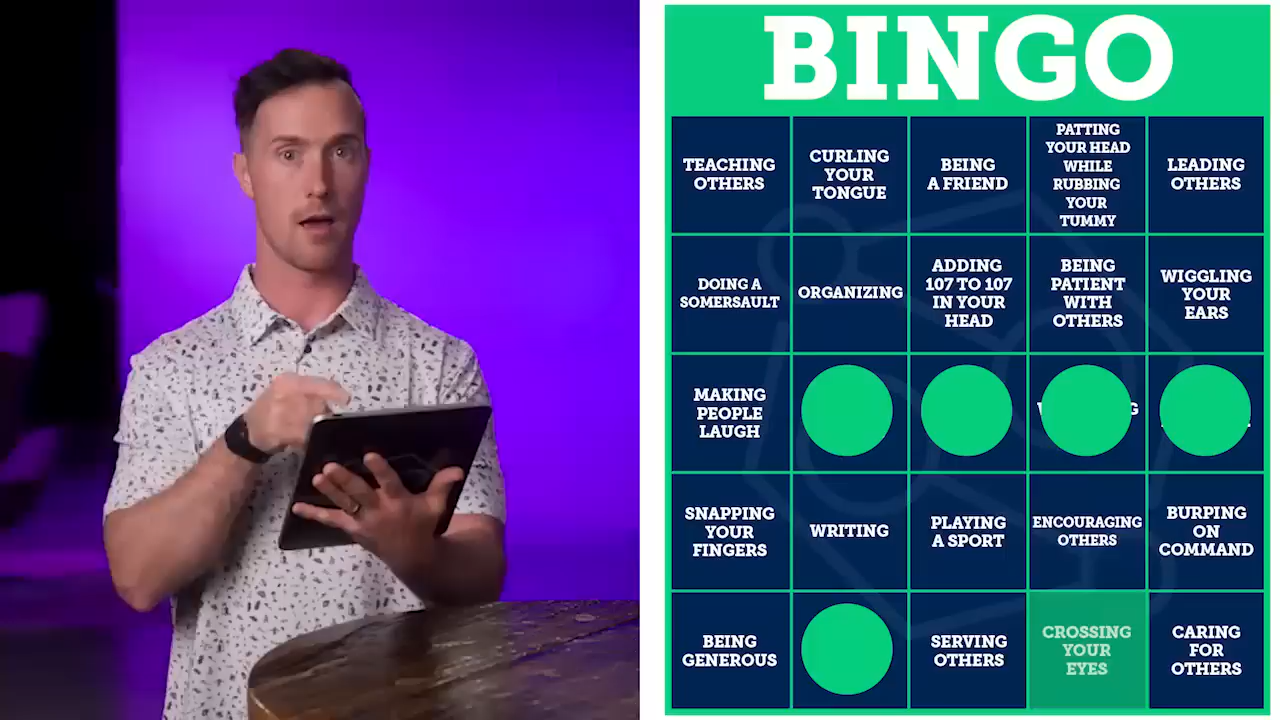 BINGO
TEACHING
OTHERS
CURLING
YOUR
TONGUE
BEING
A FRIEND
PATTING
YOUR HEAD
WHILE
RUBBING
YOUR
TUMMY
LEADING
OTHERS
DOING A
SOMERSAULT
ORGANIZING
ADDING
107 TO 107
IN YOUR
HEAD
BEING
PATIENT
WITH
OTHERS
WIGGLING
YOUR
EARS
MAKING
PEOPLE
LAUGH
SNAPPING
YOUR
FINGERS
WRITING
PLAYING
A SPORT
ENCOURAGING
OTHERS
BURPING
ON
COMMAND
BEING
GENEROUS
SERVING
OTHERS
CROSSING
YOUR
EYES
CARING
FOR
OTHERS